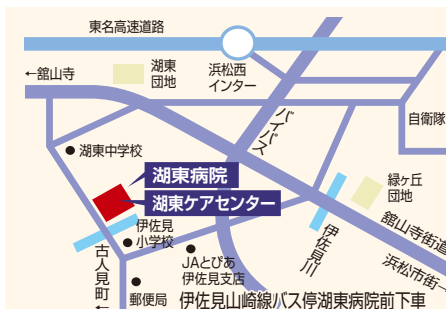 東名高速道路
←舘山寺
湖東
団地
浜松西
インター
バイパス
自衛隊
湖東中学校
湖東病院
湖東ケアセンター
緑ヶ丘
団地
伊佐見
小学校
古人見町←
JAとぴあ
伊佐見支店
伊佐見川
舘山寺街道
浜松市街→
郵便局
伊佐見山崎線バス停湖東病院前下車